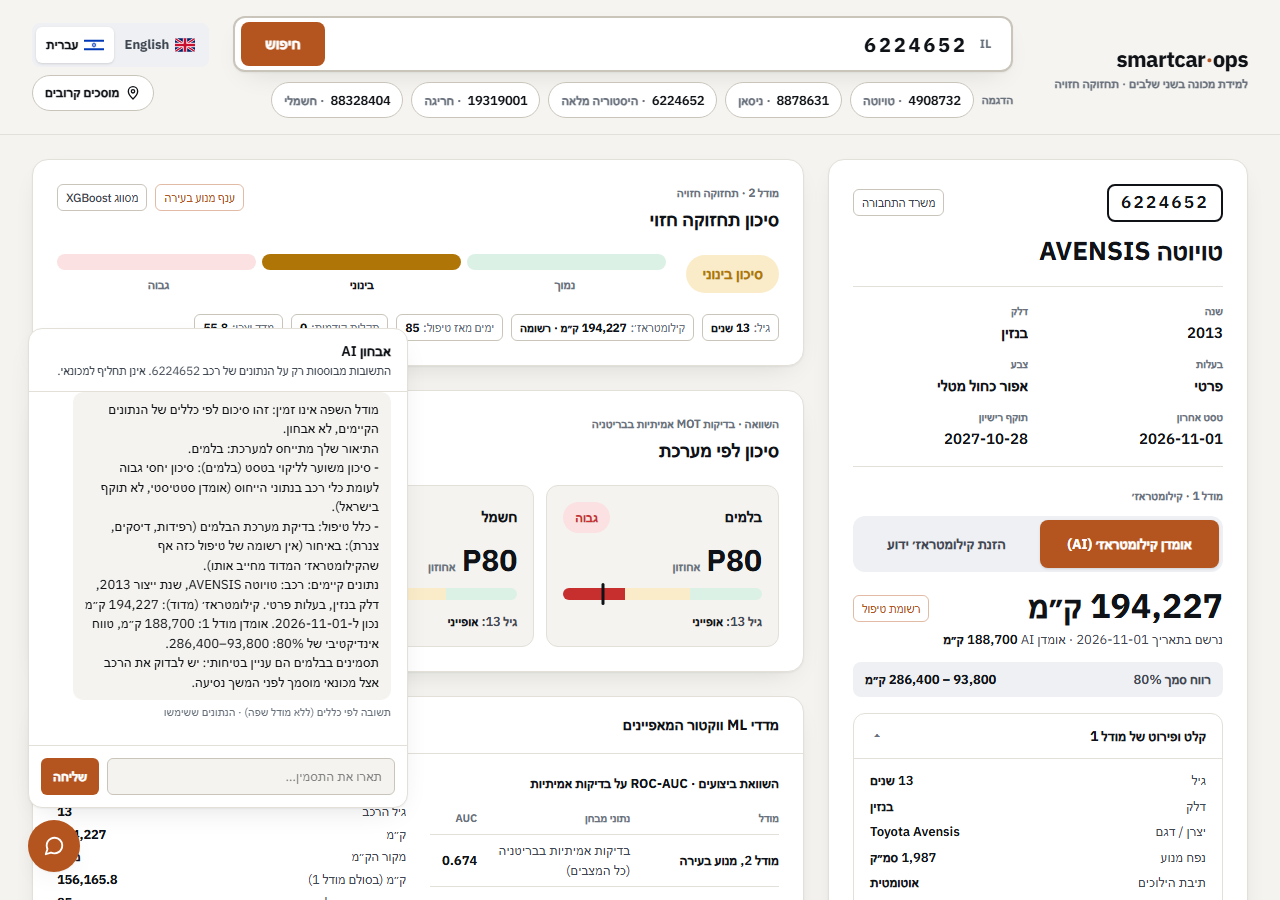 smartcar·ops
למידת מכונה בשני שלבים · תחזוקה חזויה
IL 6224652
חיפוש
English
עברית
הדגמה
4908732 · טויוטה
8878631 · ניסאן
6224652 · היסטוריה מלאה
19319001 · חריגה
88328404 · חשמלי
מוסכים קרובים
6224652
משרד התחבורה
טויוטה AVENSIS
שנה
2013
דלק
בנזין
בעלות
פרטי
צבע
אפור כחול מטלי
טסט אחרון
2026-11-01
תוקף רישיון
2027-10-28
מודל 1 · קילומטראז׳
אומדן קילומטראז׳ (AI)
הזנת קילומטראז׳ ידוע
194,227 ק״מ
רשומת טיפול
נרשם בתאריך 2026-11-01 · אומדן AI 188,700 ק״מ
רווח סמך 80%
93,800 – 286,400 ק״מ
קלט ופירוט של מודל 1
גיל
13 שנים
דלק
בנזין
יצרן / דגם
Toyota Avensis
נפח מנוע
1,987 סמ״ק
תיבת הילוכים
אוטומטית
מודל 2 · תחזוקה חזויה
סיכון תחזוקה חזוי
ענף מנוע בעירה
מסווג XGBoost
סיכון בינוני
נמוך
בינוני
גבוה
גיל: 13 שנים
קילומטראז׳: 194,227 ק״מ · רשומה
ימים מאז טיפול: 85
השוואה · בדיקות MOT אמיתיות בבריטניה
סיכון לפי מערכת
בלמים
גבוה
P80 אחוזון
גיל 13: אופייני
חשמל
P80 אחוזון
גיל 13: אופייני
מדדי ML ווקטור המאפיינים
השוואת ביצועים · ROC-AUC על בדיקות אמיתיות
מודל
נתוני מבחן
AUC
מודל 2, מנוע בעירה
בדיקות אמיתיות בבריטניה
(כל המצבים)
0.674
גיל הרכב
13
ק״מ
מקור הק״מ
ק״מ (בסולם מודל 1)
156,165.8
אבחון AI
התשובות מבוססות רק על הנתונים של רכב 6224652. אינן תחליף למכונאי.
מודל השפה אינו זמין: זהו סיכום לפי כללים של הנתונים
הקיימים, לא אבחון.
התיאור שלך מתייחס למערכת: בלמים.
- סיכון משוער לליקוי בטסט (בלמים): סיכון יחסי גבוה
לעומת כלי רכב בנתוני הייחוס (אומדן סטטיסטי, לא תוקף
בישראל).
- כלל טיפול: בדיקת מערכת הבלמים (רפידות, דיסקים,
צנרת): באיחור (אין רשומה של טיפול כזה אף
שהקילומטראז׳ המדוד מחייב אותו).
נתונים קיימים: רכב: טויוטה AVENSIS, שנת ייצור 2013,
דלק בנזין, בעלות פרטי. קילומטראז׳ (מדוד): 194,227 ק״מ
נכון ל-2026-11-01. אומדן מודל 1: 188,700 ק״מ, טווח
אינדיקטיבי של 80%: 93,800–286,400.
תסמינים בבלמים הם עניין בטיחותי: יש לבדוק את הרכב
אצל מכונאי מוסמך לפני המשך נסיעה.
תשובה לפי כללים (ללא מודל שפה) · הנתונים ששימשו
תארו את התסמין...
שליחה